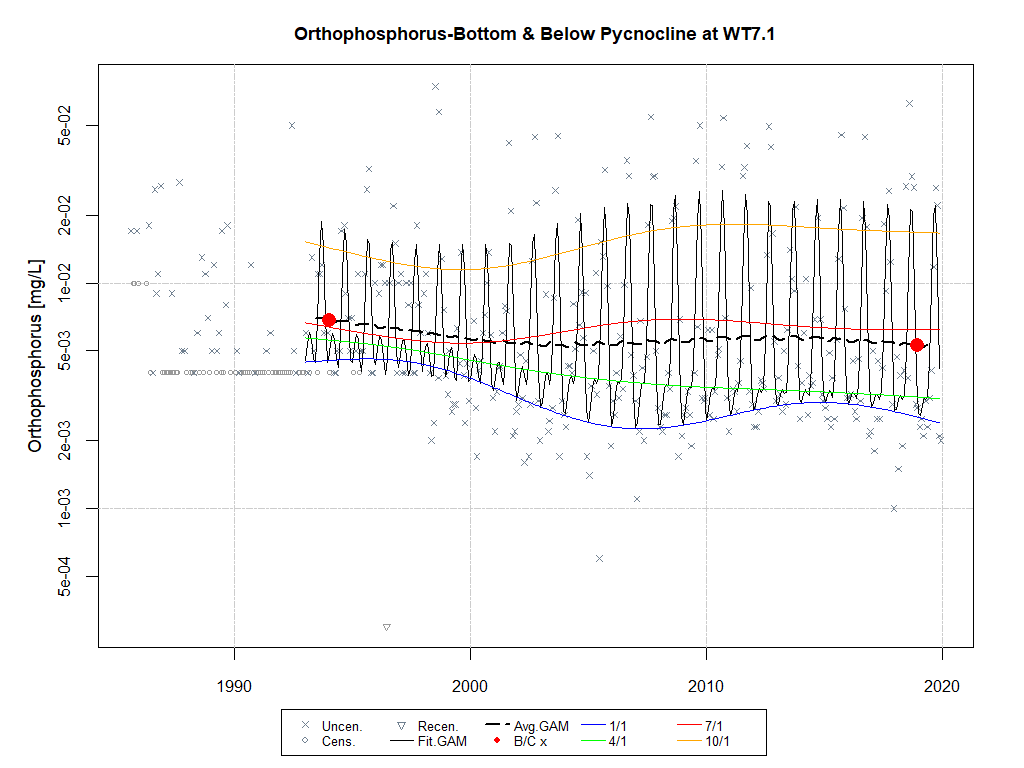 Orthophosphorus-Bottom & Below Pycnocline at WT7.1
Orthophosphorus [mg/L]
5e-02
2e-02
1e-02
5e-03
2e-03
1e-03
5e-04
1990 2000 2010 2020
Uncen. Recen. Avg.GAM 1/1 7/1
Cens. Fit.GAM B/C x 4/1 10/1